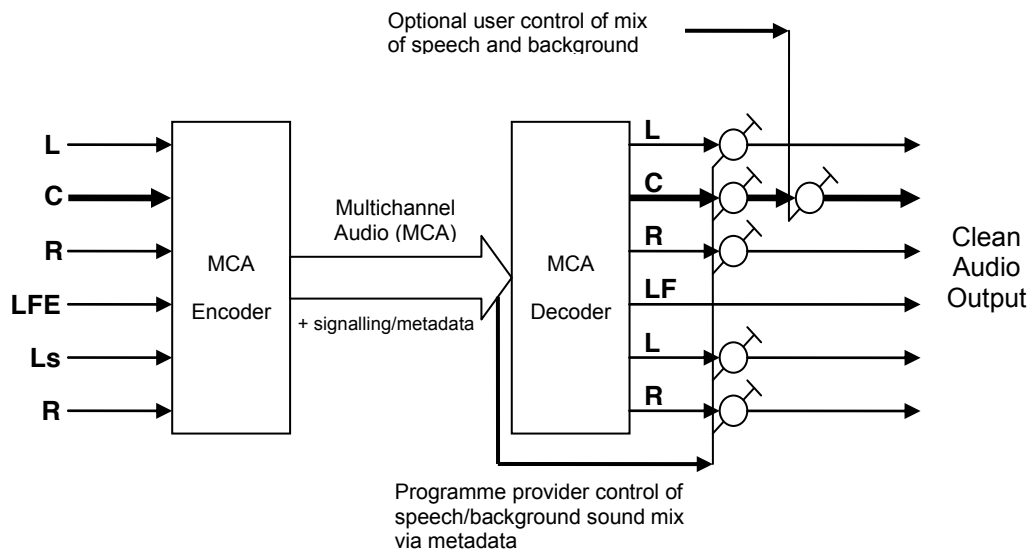 Optional user control of mix
of speech and background
L
C
R
LFE
Ls
R
MCA
Encoder
Multichannel
Audio (MCA)
+ signalling/metadata
MCA
Decoder
L
C
R
LF
L
R
Clean
Audio
Output
Programme provider control of
speech/background sound mix
via metadata